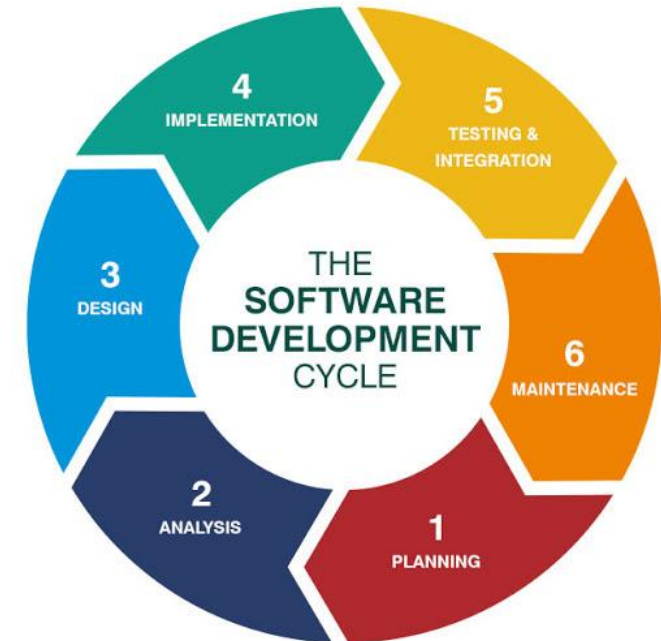 THE
SOFTWARE
DEVELOPMENT
CYCLE
1
PLANNING
2
ANALYSIS
3
DESIGN
4
IMPLEMENTATION
5
TESTING &
INTEGRATION
6
MAINTENANCE